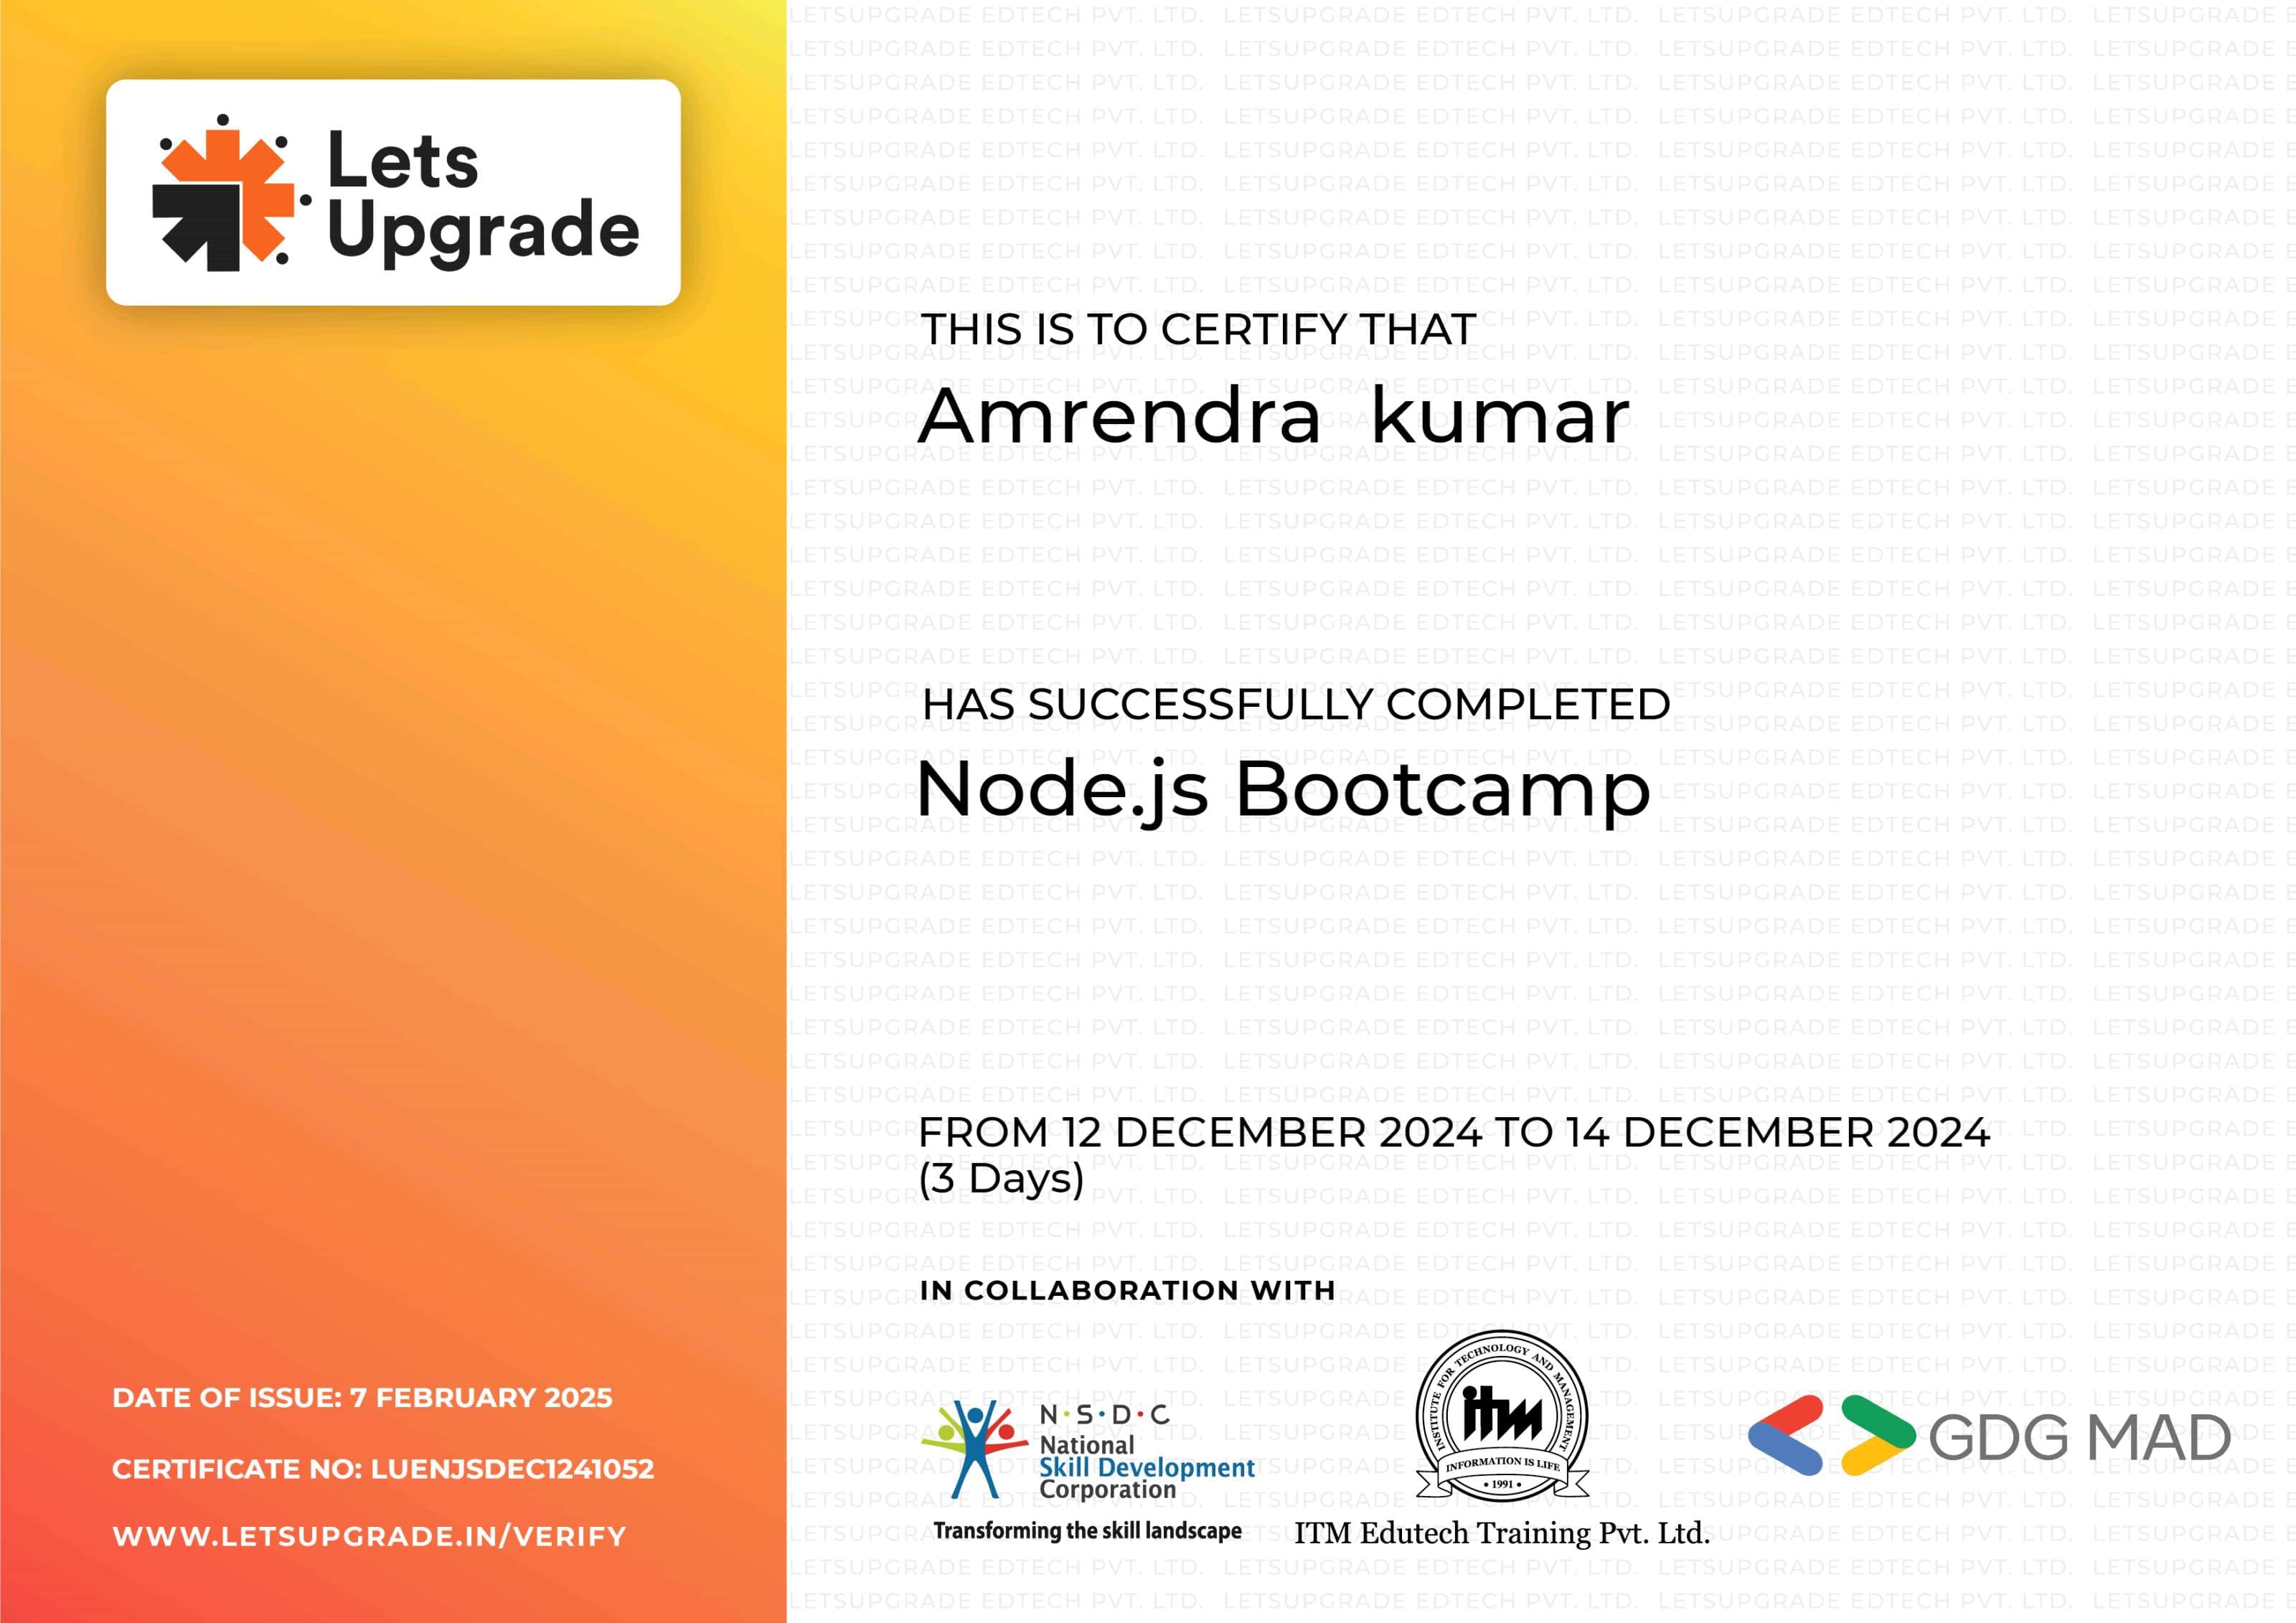 Lets
Upgrade
THIS IS TO CERTIFY THAT
Amrendra kumar
HAS SUCCESSFULLY COMPLETED
Node.js Bootcamp
FROM 12 DECEMBER 2024 TO 14 DECEMBER 2024
(3 Days)
IN COLLABORATION WITH
N·S·D·C
National
Skill Development
Corporation
Transforming the skill landscape
INSTITUTE FOR TECHNOLOGY AND MANAGEMENT
itm
INFORMATION IS LIFE
• 1991 •
ITM Edutech Training Pvt. Ltd.
GDG MAD
DATE OF ISSUE: 7 FEBRUARY 2025
CERTIFICATE NO: LUENJSDEC1241052
WWW.LETSUPGRADE.IN/VERIFY
LETSUPGRADE EDTECH PVT. LTD.